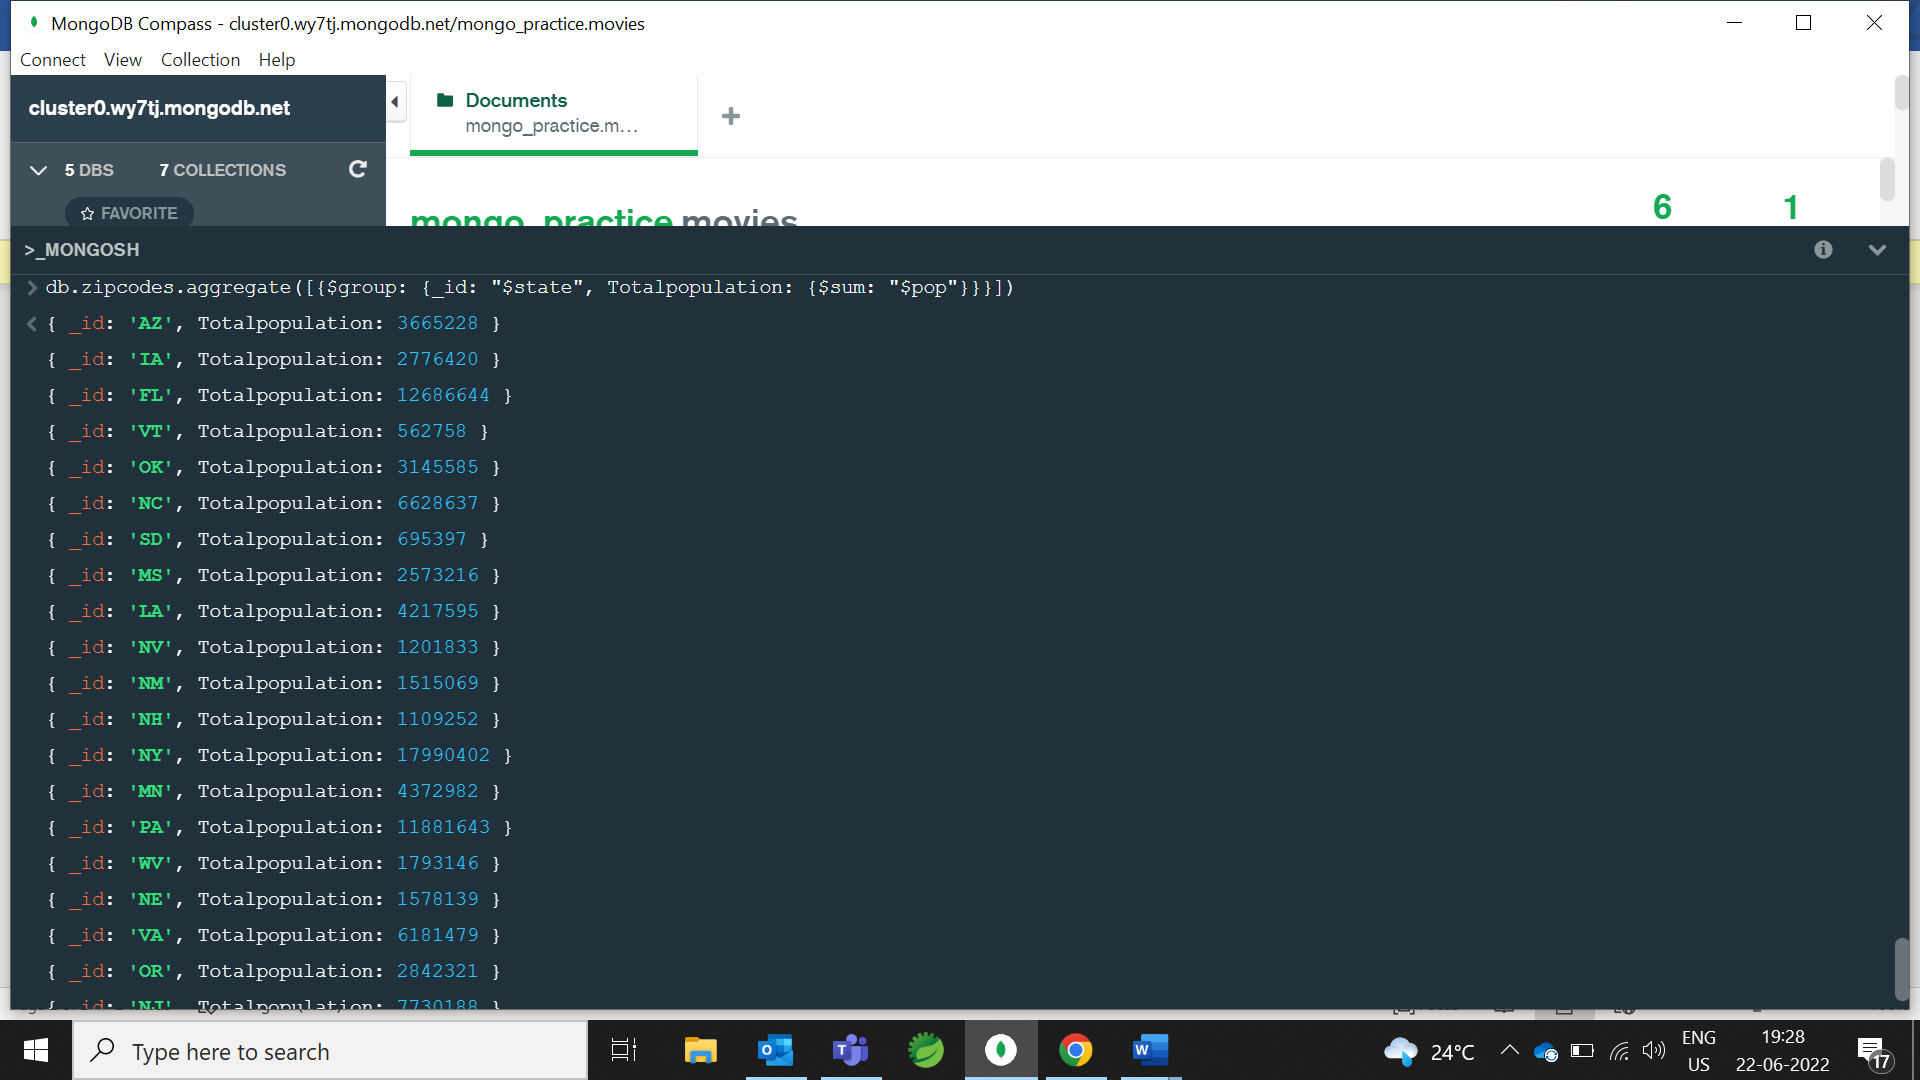 MongoDB Compass - cluster0.wy7tj.mongodb.net/mongo_practice.movies
Connect View Collection Help
cluster0.wy7tj.mongodb.net
Documents
mongo_practice.m...
5 DBS 7 COLLECTIONS
FAVORITE
mongo_practice.movies
6 1
>_MONGOSH
db.zipcodes.aggregate([{$group: {_id: "$state", Totalpopulation: {$sum: "$pop"}}}])
{ _id: 'AZ', Totalpopulation: 3665228 }
{ _id: 'IA', Totalpopulation: 2776420 }
{ _id: 'FL', Totalpopulation: 12686644 }
{ _id: 'VT', Totalpopulation: 562758 }
{ _id: 'OK', Totalpopulation: 3145585 }
{ _id: 'NC', Totalpopulation: 6628637 }
{ _id: 'SD', Totalpopulation: 695397 }
{ _id: 'MS', Totalpopulation: 2573216 }
{ _id: 'LA', Totalpopulation: 4217595 }
{ _id: 'NV', Totalpopulation: 1201833 }
{ _id: 'NM', Totalpopulation: 1515069 }
{ _id: 'NH', Totalpopulation: 1109252 }
{ _id: 'NY', Totalpopulation: 17990402 }
{ _id: 'MN', Totalpopulation: 4372982 }
{ _id: 'PA', Totalpopulation: 11881643 }
{ _id: 'WV', Totalpopulation: 1793146 }
{ _id: 'NE', Totalpopulation: 1578139 }
{ _id: 'VA', Totalpopulation: 6181479 }
{ _id: 'OR', Totalpopulation: 2842321 }
{ _id: 'NJ', Totalpopulation: 7730188 }
Type here to search
24°C
ENG
US
19:28
22-06-2022
17